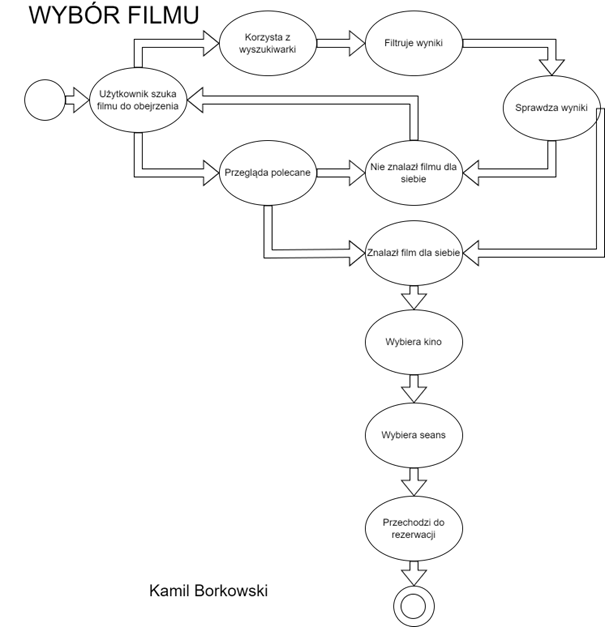 WYBÓR FILMU
Korzysta z
wyszukiwarki
Filtruje wyniki
Użytkownik szuka
filmu do obejrzenia
Sprawdza wyniki
Przegląda polecane
Nie znalazł filmu dla
siebie
Znalazł film dla siebie
Wybiera kino
Wybiera seans
Przechodzi do
rezerwacji
Kamil Borkowski